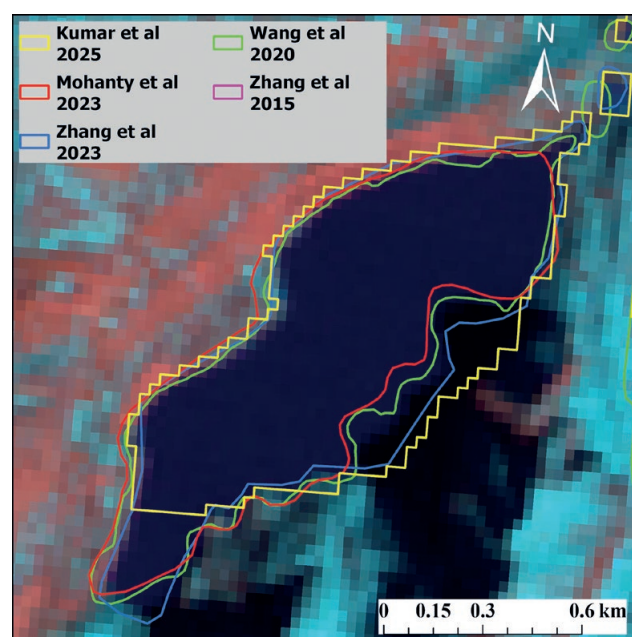 Kumar et al
2025
Wang et al
2020
Mohanty et al
2023
Zhang et al
2015
Zhang et al
2023
N
0 0.15 0.3 0.6 km